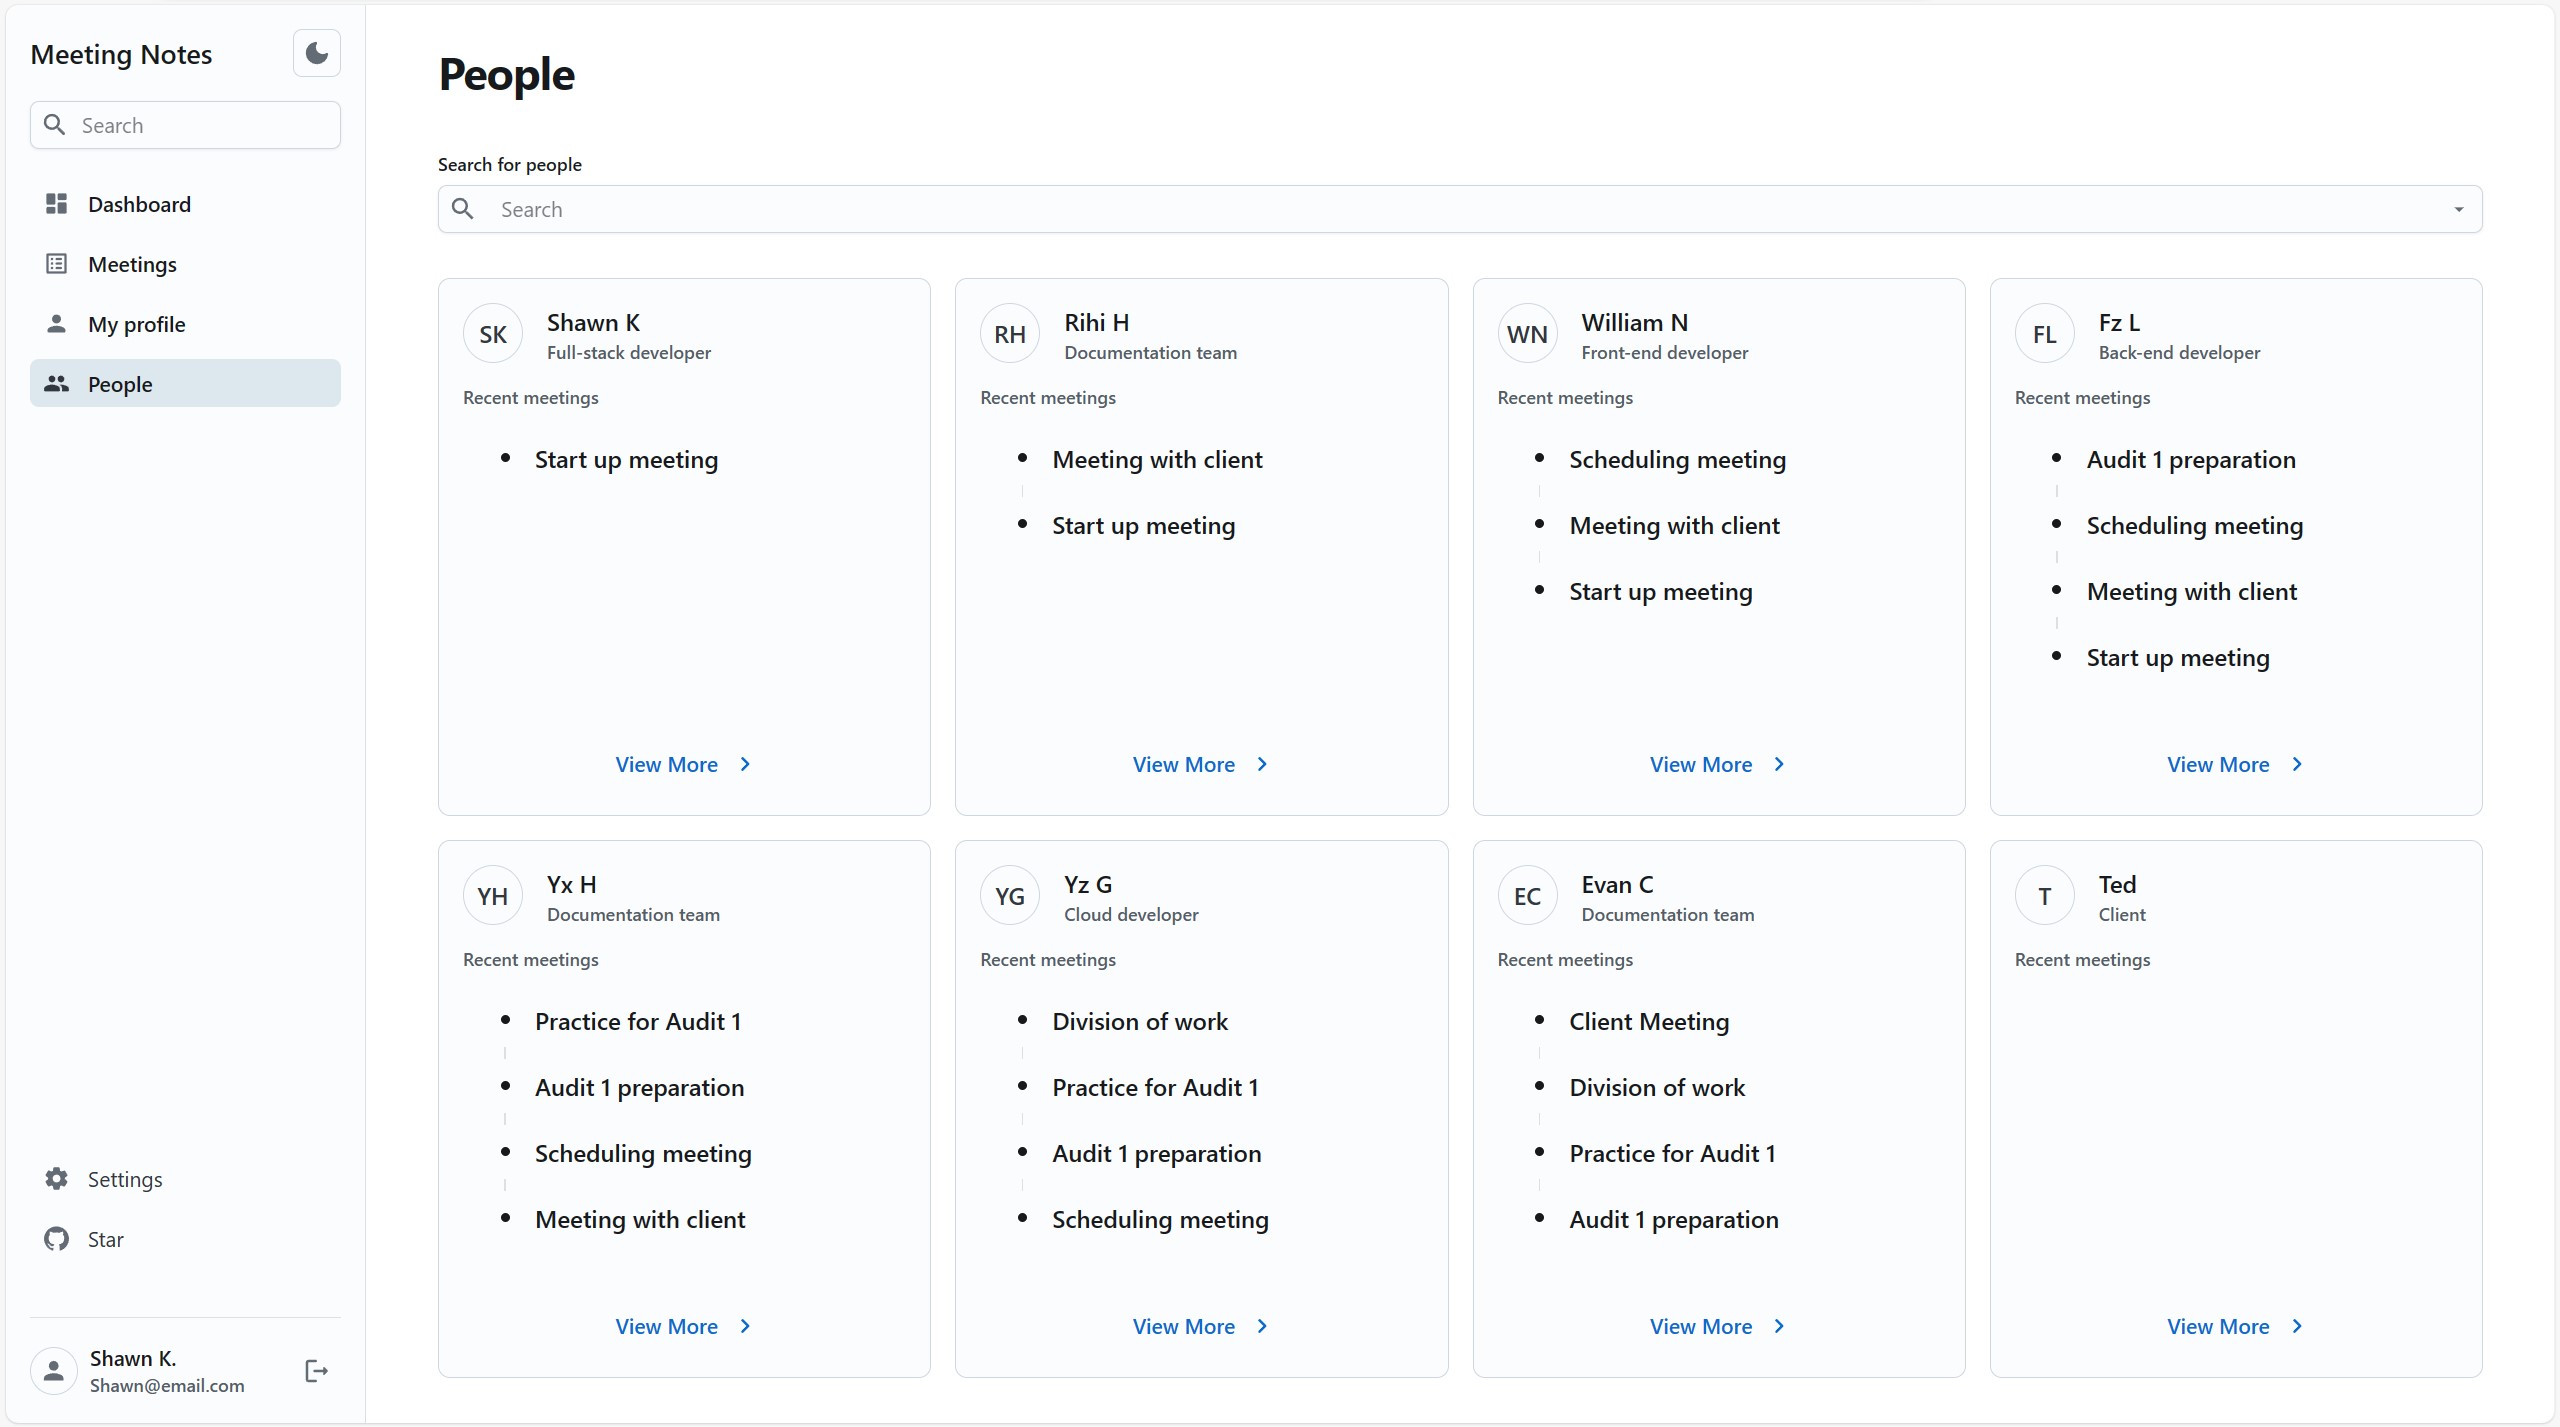 Meeting Notes
Search
Dashboard
Meetings
My profile
People
Settings
Star
Shawn K.
Shawn@email.com
People
Search for people
Search
SK
Shawn K
Full-stack developer
Recent meetings
Start up meeting
View More
RH
Rihi H
Documentation team
Recent meetings
Meeting with client
Start up meeting
View More
WN
William N
Front-end developer
Recent meetings
Scheduling meeting
Meeting with client
Start up meeting
View More
FL
Fz L
Back-end developer
Recent meetings
Audit 1 preparation
Scheduling meeting
Meeting with client
Start up meeting
View More
YH
Yx H
Documentation team
Recent meetings
Practice for Audit 1
Audit 1 preparation
Scheduling meeting
Meeting with client
View More
YG
Yz G
Cloud developer
Recent meetings
Division of work
Practice for Audit 1
Audit 1 preparation
Scheduling meeting
View More
EC
Evan C
Documentation team
Recent meetings
Client Meeting
Division of work
Practice for Audit 1
Audit 1 preparation
View More
T
Ted
Client
Recent meetings
View More